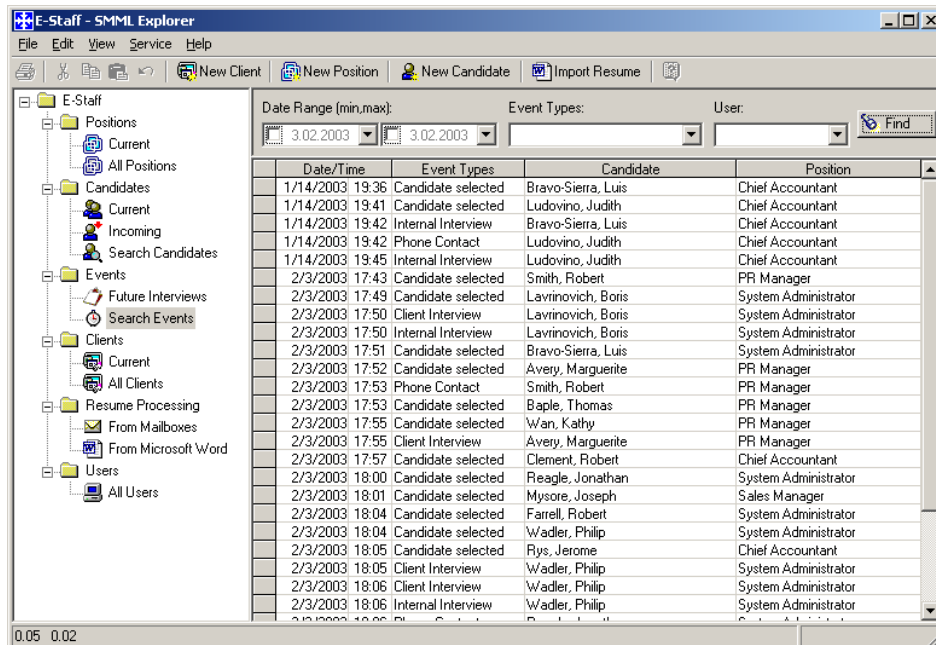 E-Staff - SMML Explorer
File Edit View Service Help
New Client New Position New Candidate Import Resume
E-Staff
Positions
Current
All Positions
Candidates
Current
Incoming
Search Candidates
Events
Future Interviews
Search Events
Clients
Current
All Clients
Resume Processing
From Mailboxes
From Microsoft Word
Users
All Users
Date Range (min,max): Event Types: User:
3.02.2003 3.02.2003 Find
Date/Time Event Types Candidate Position
1/14/2003 19:36 Candidate selected Bravo-Sierra, Luis Chief Accountant
1/14/2003 19:41 Candidate selected Ludovino, Judith Chief Accountant
1/14/2003 19:42 Internal Interview Bravo-Sierra, Luis Chief Accountant
1/14/2003 19:42 Phone Contact Ludovino, Judith Chief Accountant
1/14/2003 19:45 Internal Interview Ludovino, Judith Chief Accountant
2/3/2003 17:43 Candidate selected Smith, Robert PR Manager
2/3/2003 17:49 Candidate selected Lavrinovich, Boris System Administrator
2/3/2003 17:50 Client Interview Lavrinovich, Boris System Administrator
2/3/2003 17:50 Internal Interview Lavrinovich, Boris System Administrator
2/3/2003 17:51 Candidate selected Bravo-Sierra, Luis System Administrator
2/3/2003 17:52 Candidate selected Avery, Marguerite PR Manager
2/3/2003 17:53 Phone Contact Smith, Robert PR Manager
2/3/2003 17:53 Candidate selected Baple, Thomas PR Manager
2/3/2003 17:55 Candidate selected Wan, Kathy PR Manager
2/3/2003 17:55 Client Interview Avery, Marguerite PR Manager
2/3/2003 17:57 Candidate selected Clement, Robert Chief Accountant
2/3/2003 18:00 Candidate selected Reagle, Jonathan System Administrator
2/3/2003 18:01 Candidate selected Mysore, Joseph Sales Manager
2/3/2003 18:04 Candidate selected Farrell, Robert System Administrator
2/3/2003 18:04 Candidate selected Wadler, Philip System Administrator
2/3/2003 18:05 Candidate selected Rys, Jerome Chief Accountant
2/3/2003 18:05 Client Interview Wadler, Philip System Administrator
2/3/2003 18:06 Client Interview Wadler, Philip System Administrator
2/3/2003 18:06 Internal Interview Wadler, Philip System Administrator
0.05 0.02